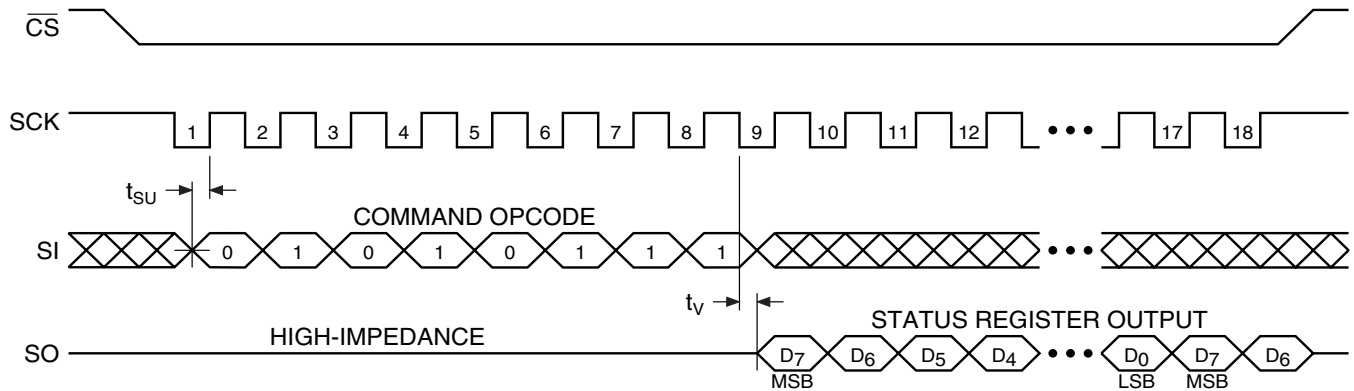 CS
SCK 1 2 3 4 5 6 7 8 9 10 11 12 ••• 17 18
tSU
COMMAND OPCODE
SI 0 1 0 1 0 1 1 1 •••
tV
HIGH-IMPEDANCE STATUS REGISTER OUTPUT
SO D7 D6 D5 D4 ••• D0 D7 D6
MSB LSB MSB